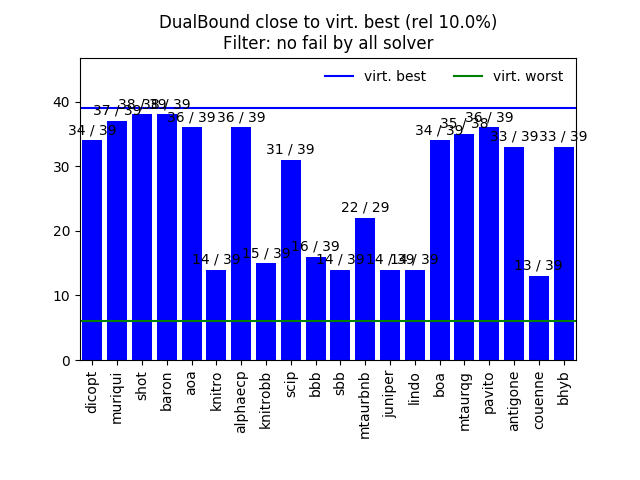 DualBound close to virt. best (rel 10.0%)
Filter: no fail by all solver
virt. best
virt. worst
40
30
20
10
0
34 / 39
37 / 39
38 / 39
38 / 39
36 / 39
14 / 39
36 / 39
15 / 39
31 / 39
16 / 39
14 / 39
22 / 29
14 / 39
14 / 39
34 / 39
35 / 38
36 / 39
33 / 39
13 / 39
33 / 39
dicopt
muriqui
shot
baron
aoa
knitro
alphaecp
knitrobb
scip
bbb
sbb
mtaurbnb
juniper
lindo
boa
mtaurqg
pavito
antigone
couenne
bhyb